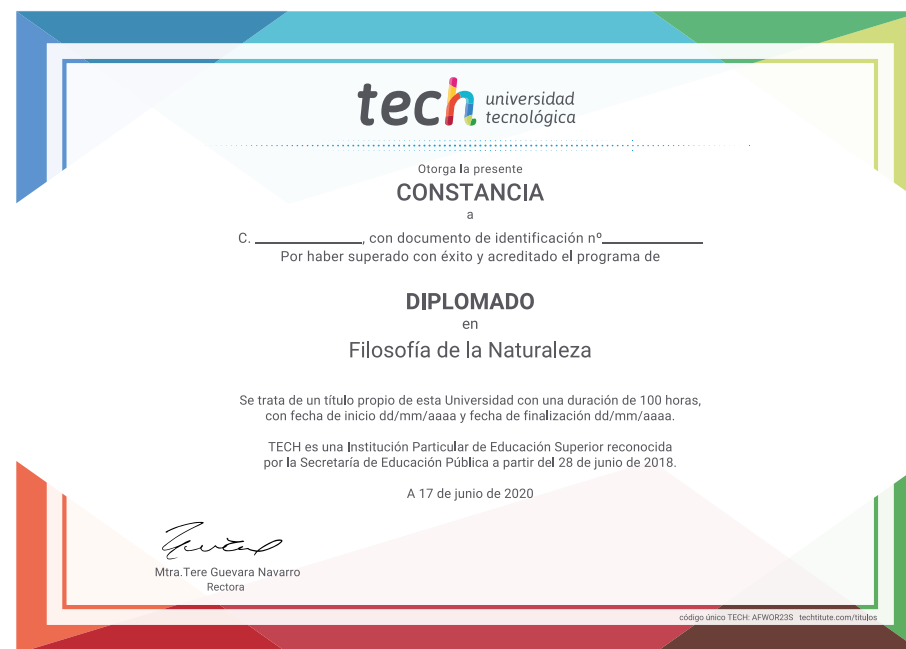 tech universidad
tecnológica
Otorga la presente
CONSTANCIA
a
C. ______________, con documento de identificación nº_____________
Por haber superado con éxito y acreditado el programa de
DIPLOMADO
en
Filosofía de la Naturaleza
Se trata de un título propio de esta Universidad con una duración de 100 horas,
con fecha de inicio dd/mm/aaaa y fecha de finalización dd/mm/aaaa.
TECH es una Institución Particular de Educación Superior reconocida
por la Secretaría de Educación Pública a partir del 28 de junio de 2018.
A 17 de junio de 2020
Mtra.Tere Guevara Navarro
Rectora
código único TECH: AFWOR23S techtitute.com/titulos